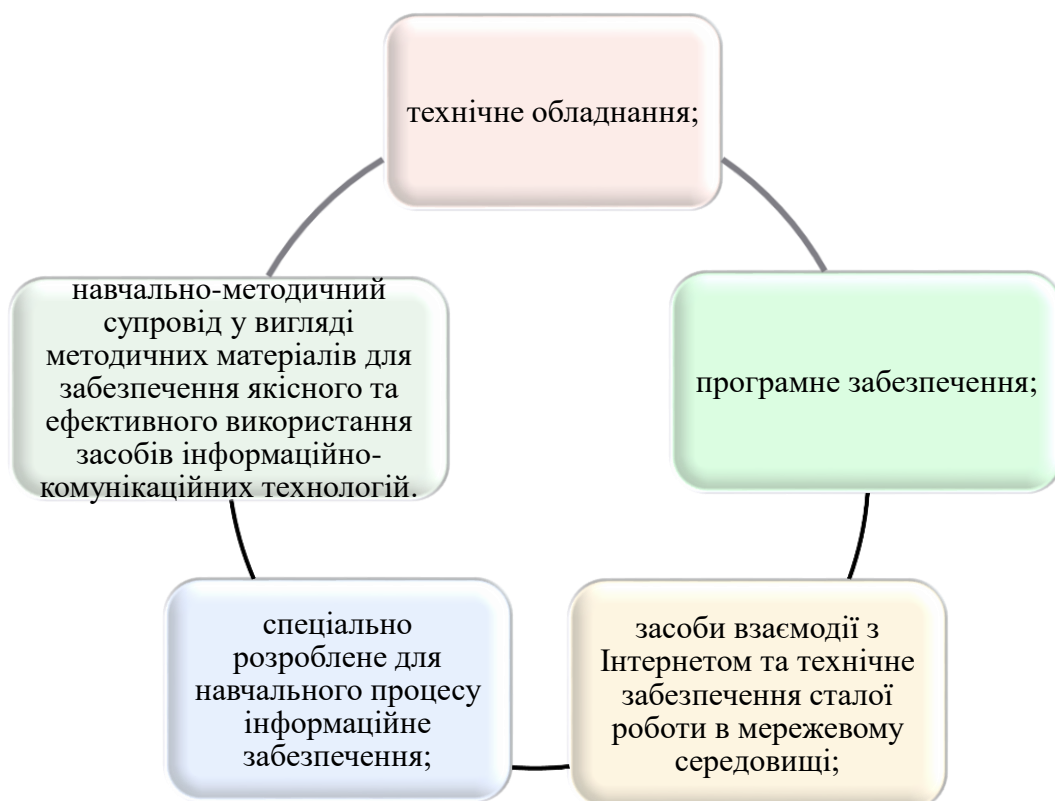 технічне обладнання;
програмне забезпечення;
засоби взаємодії з
Інтернетом та технічне
забезпечення сталої
роботи в мережевому
середовищі;
спеціально
розроблене для
навчального процесу
інформаційне
забезпечення;
навчально-методичний
супровід у вигляді
методичних матеріалів для
забезпечення якісного та
ефективного використання
засобів інформаційно-
комунікаційних технологій.